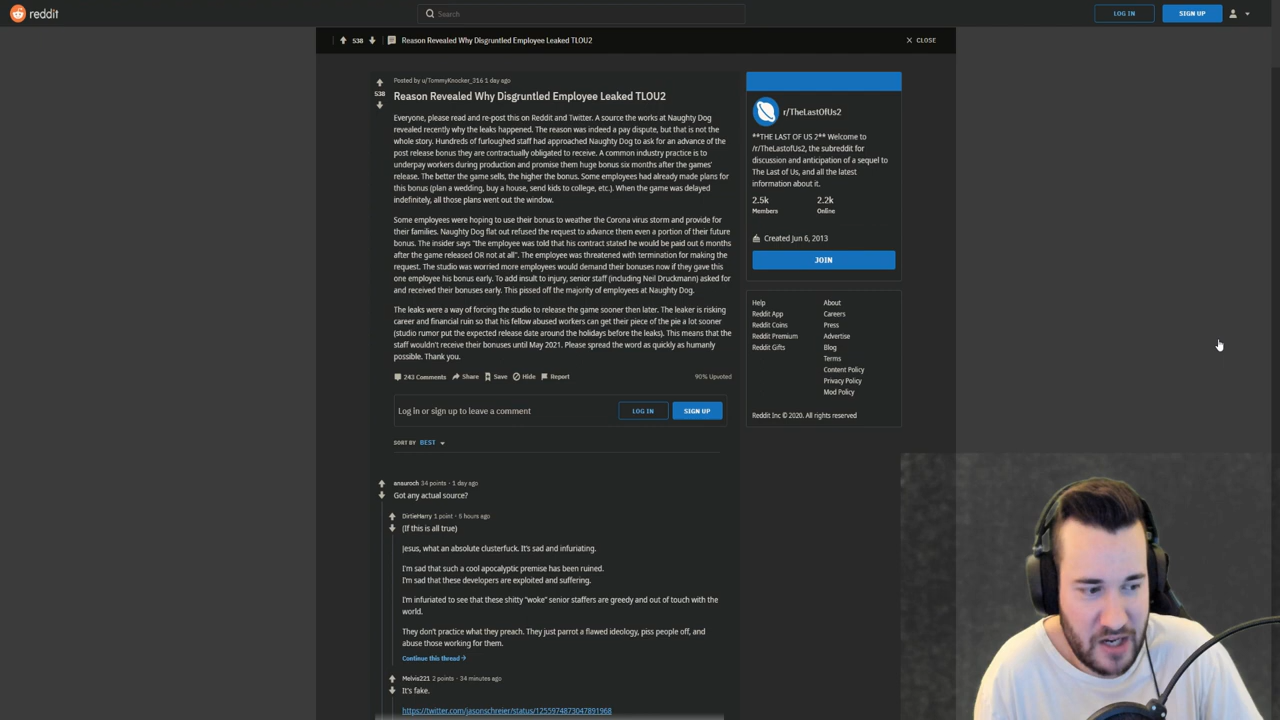 reddit
Search
LOG IN
SIGN UP
538
Reason Revealed Why Disgruntled Employee Leaked TLOU2
CLOSE
538
Posted by u/TommyKnocker_316 1 day ago
Reason Revealed Why Disgruntled Employee Leaked TLOU2
Everyone, please read and re-post this on Reddit and Twitter. A source the works at Naughty Dog
revealed recently why the leaks happened. The reason was indeed a pay dispute, but that is not the
whole story. Hundreds of furloughed staff had approached Naughty Dog to ask for an advance of the
post release bonus they are contractually obligated to receive. A common industry practice is to
underpay workers during production and promise them huge bonus six months after the games'
release. The better the game sells, the higher the bonus. Some employees had already made plans for
this bonus (plan a wedding, buy a house, send kids to college, etc.). When the game was delayed
indefinitely, all those plans went out the window.
Some employees were hoping to use their bonus to weather the Corona virus storm and provide for
their families. Naughty Dog flat out refused the request to advance them even a portion of their future
bonus. The insider says "the employee was told that his contract stated he would be paid out 6 months
after the game released OR not at all". The employee was threatened with termination for making the
request. The studio was worried more employees would demand their bonuses now if they gave this
one employee his bonus early. To add insult to injury, senior staff (including Neil Druckmann) asked for
and received their bonuses early. This pissed off the majority of employees at Naughty Dog.
The leaks were a way of forcing the studio to release the game sooner then later. The leaker is risking
career and financial ruin so that his fellow abused workers can get their piece of the pie a lot sooner
(studio rumor put the expected release date around the holidays before the leaks). This means that the
staff wouldn't receive their bonuses until May 2021. Please spread the word as quickly as humanly
possible. Thank you.
243 Comments
Share
Save
Hide
Report
90% Upvoted
Log in or sign up to leave a comment
LOG IN
SIGN UP
SORT BY BEST
anauroch 34 points · 1 day ago
Got any actual source?
DirtieHarry 1 point · 5 hours ago
(If this is all true)
Jesus, what an absolute clusterfuck. It's sad and infuriating.
I'm sad that such a cool apocalyptic premise has been ruined.
I'm sad that these developers are exploited and suffering.
I'm infuriated to see that these shitty "woke" senior staffers are greedy and out of touch with the
world.
They don't practice what they preach. They just parrot a flawed ideology, piss people off, and
abuse those working for them.
Continue this thread →
Melvis221 2 points · 34 minutes ago
It's fake.
https://twitter.com/jasonschreier/status/1255974873047891968
r/TheLastOfUs2
**THE LAST OF US 2** Welcome to
/r/TheLastofUs2, the subreddit for
discussion and anticipation of a sequel to
The Last of Us, and all the latest
information about it.
2.5k
Members
2.2k
Online
Created Jun 6, 2013
JOIN
Help
Reddit App
Reddit Coins
Reddit Premium
Reddit Gifts
About
Careers
Press
Advertise
Blog
Terms
Content Policy
Privacy Policy
Mod Policy
Reddit Inc © 2020. All rights reserved